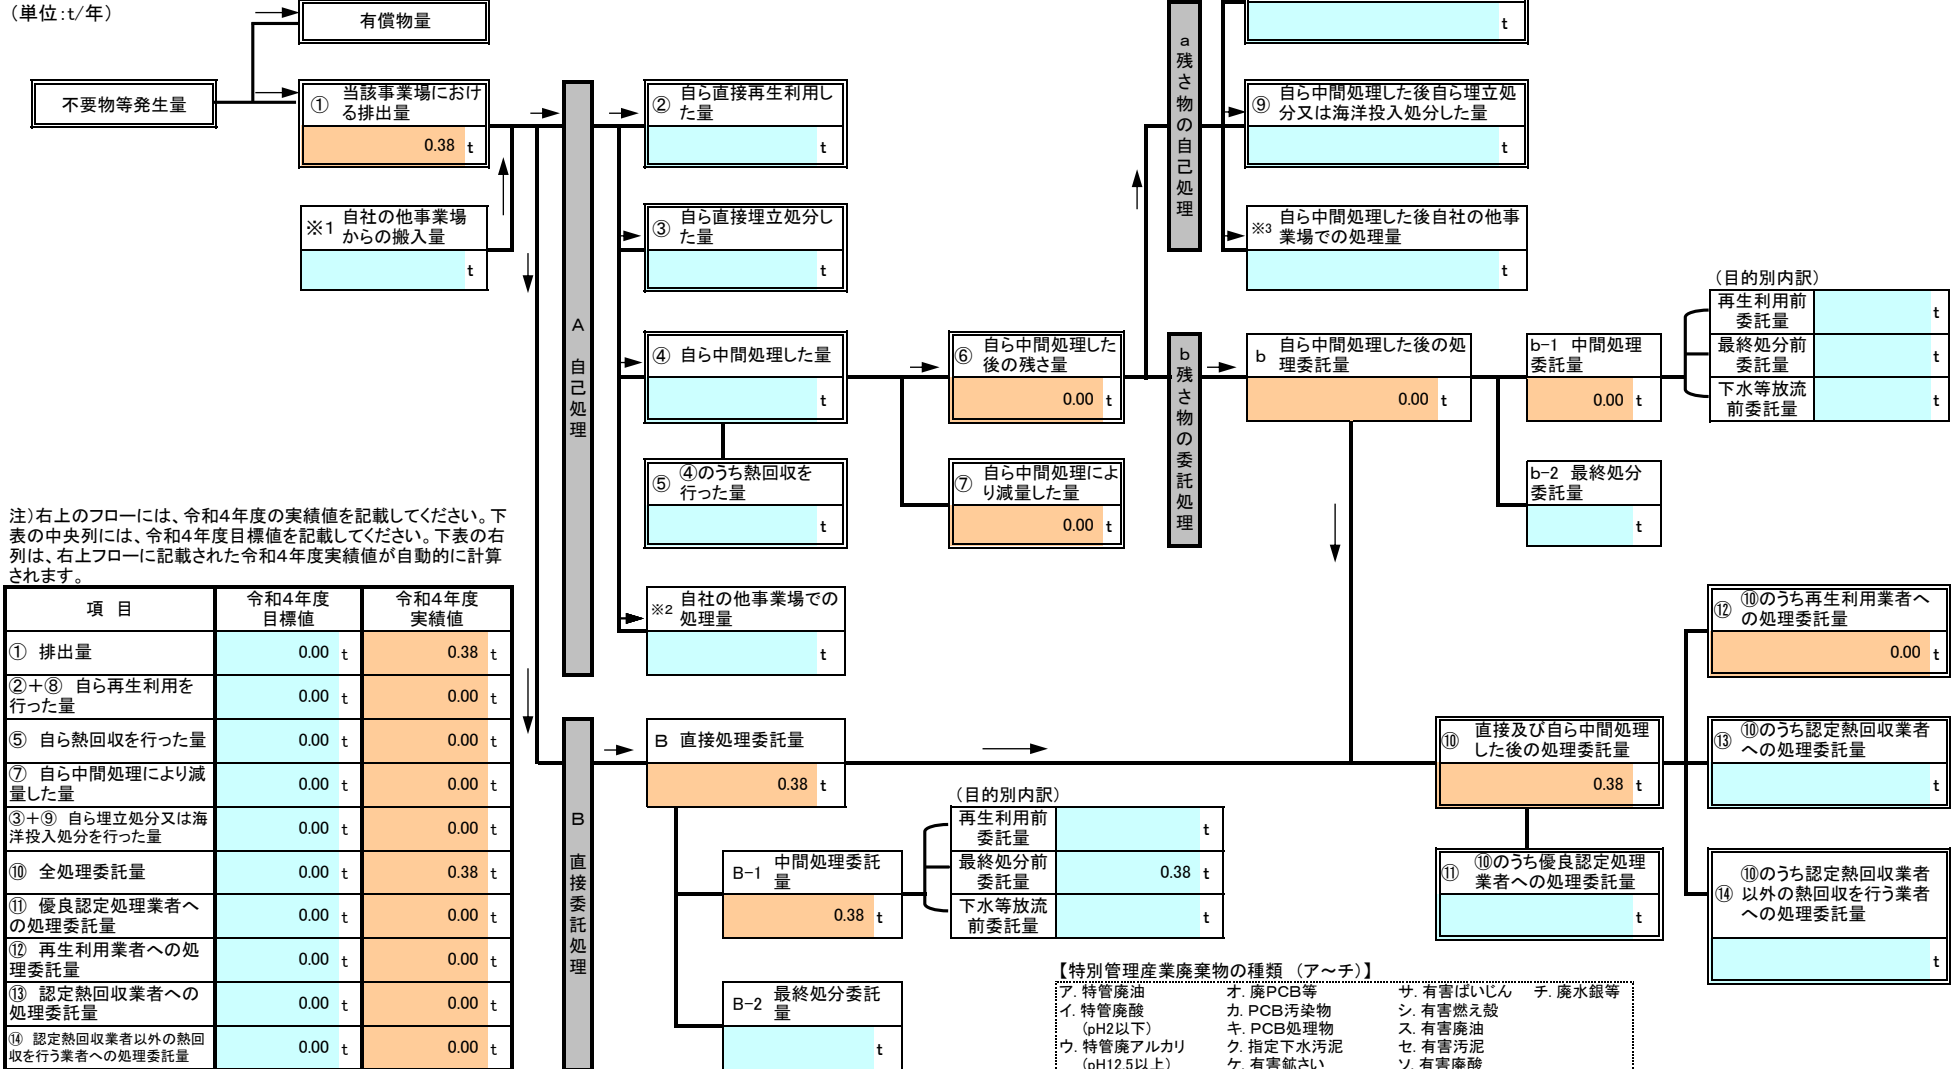 （単位：t/年）
有償物量
不要物等発生量
① 当該事業場におけ
る排出量
0.38 t
※1 自社の他事業場
からの搬入量
t
A 自己処理
② 自ら直接再生利用し
た量
t
③ 自ら直接埋立処分し
た量
t
④ 自ら中間処理した量
t
⑤ ④のうち熱回収を
行った量
t
※2 自社の他事業場での
処理量
t
⑥ 自ら中間処理した
後の残さ量
0.00 t
⑦ 自ら中間処理によ
り減量した量
0.00 t
a 残さ物の自己処理
t
⑨ 自ら中間処理した後自ら埋立処
分又は海洋投入処分した量
t
※3 自ら中間処理した後自社の他事
業場での処理量
t
b 残さ物の委託処理
b 自ら中間処理した後の処
理委託量
0.00 t
b-1 中間処理
委託量
0.00 t
b-2 最終処分
委託量
t
（目的別内訳）
再生利用前
委託量
t
最終処分前
委託量
t
下水等放流
前委託量
t
注）右上のフローには、令和4年度の実績値を記載してください。下
表の中央列には、令和4年度目標値を記載してください。下表の右
列は、右上フローに記載された令和4年度実績値が自動的に計算
されます。
項 目 令和4年度 目標値 令和4年度 実績値
① 排出量 0.00 t 0.38 t
②＋⑧ 自ら再生利用を
行った量 0.00 t 0.00 t
⑤ 自ら熱回収を行った量 0.00 t 0.00 t
⑦ 自ら中間処理により減
量した量 0.00 t 0.00 t
③＋⑨ 自ら埋立処分又は海
洋投入処分を行った量 0.00 t 0.00 t
⑩ 全処理委託量 0.00 t 0.38 t
⑪ 優良認定処理業者へ
の処理委託量 0.00 t 0.00 t
⑫ 再生利用業者への処
理委託量 0.00 t 0.00 t
⑬ 認定熱回収業者への
処理委託量 0.00 t 0.00 t
⑭ 認定熱回収業者以外の熱回
収を行う業者への処理委託量 0.00 t 0.00 t
B 直接委託処理
B 直接処理委託量
0.38 t
B-1 中間処理委託
量
0.38 t
B-2 最終処分委託
量
t
（目的別内訳）
再生利用前
委託量
t
最終処分前
委託量
0.38 t
下水等放流
前委託量
t
⑩ 直接及び自ら中間処理
した後の処理委託量
0.38 t
⑪ ⑩のうち優良認定処理
業者への処理委託量
t
⑫ ⑩のうち再生利用業者へ
の処理委託量
0.00 t
⑬ ⑩のうち認定熱回収業者
への処理委託量
t
⑭ ⑩のうち認定熱回収業者
以外の熱回収を行う業者
への処理委託量
t
【特別管理産業廃棄物の種類 （ア～チ）】
ア. 特管廃油 オ. 廃PCB等 サ. 有害ばいじん チ. 廃水銀等
イ. 特管廃酸 カ. PCB汚染物 シ. 有害燃え殻
（pH2以下） キ. PCB処理物 ス. 有害廃油
ウ. 特管廃アルカリ ク. 指定下水汚泥 セ. 有害汚泥
（pH12.5以上） ケ. 有害鉱さい ソ. 有害廃酸